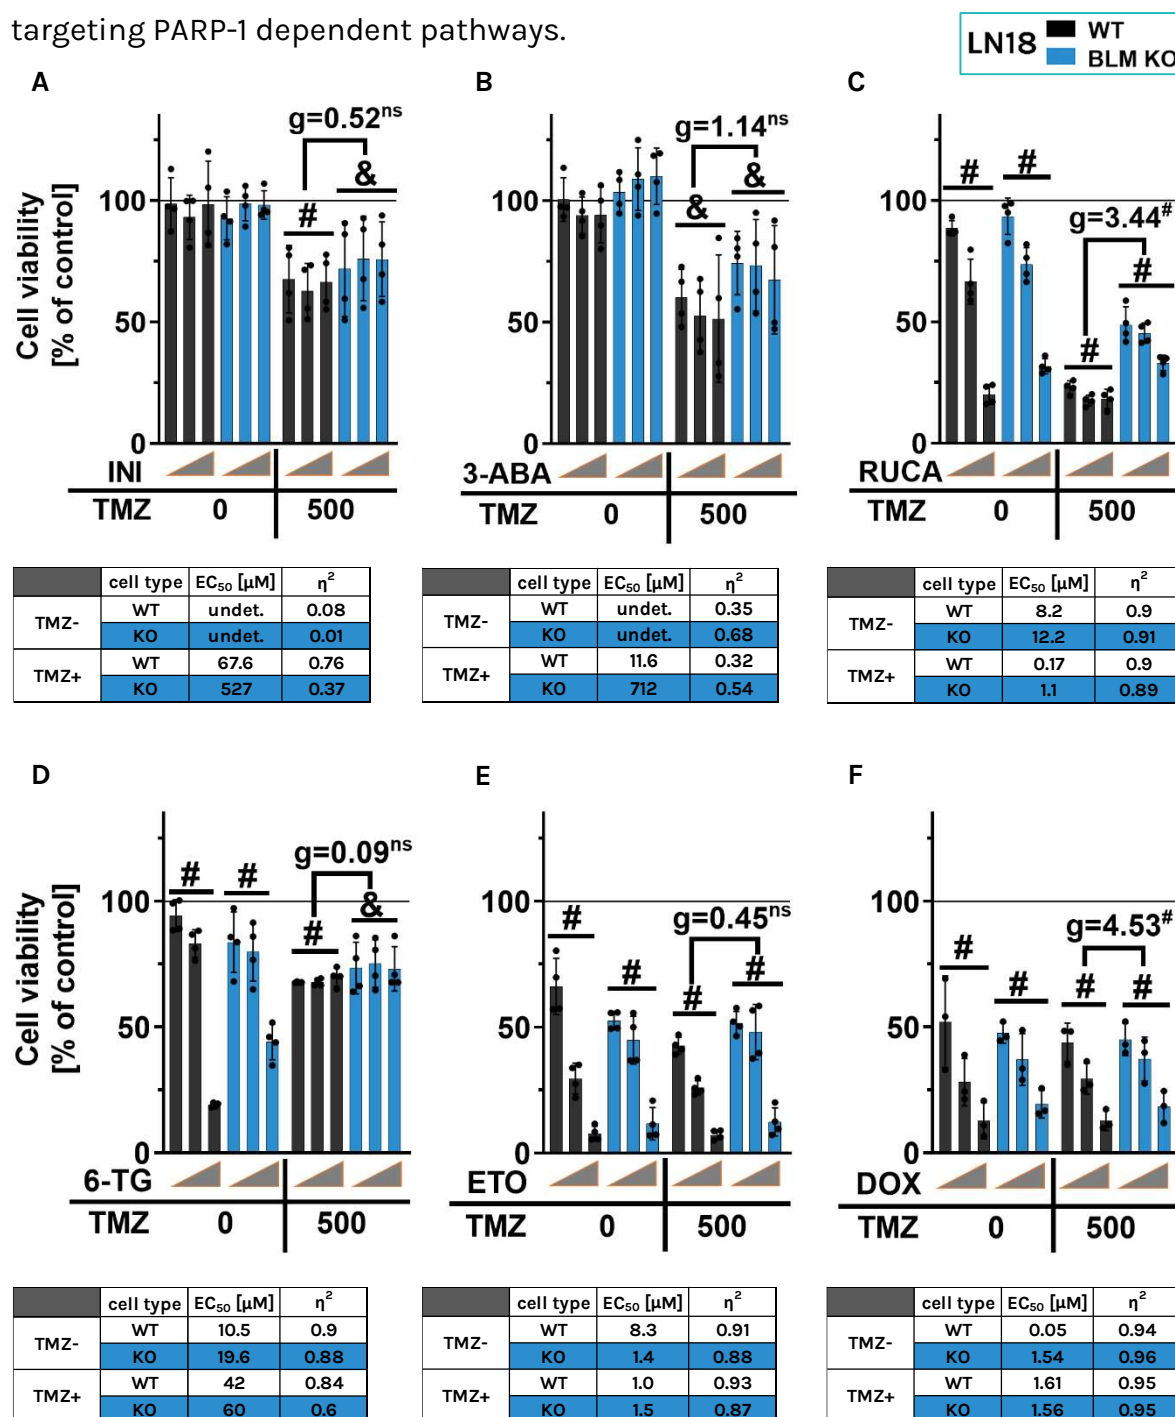 targeting PARP-1 dependent pathways.
LN18 WT
BLM KO
A B C
g=0.52ns
&
#
Cell viability
[% of control]
100
50
0
INI
TMZ 0 500
g=1.14ns
&
&
100
50
0
3-ABA
TMZ 0 500
# #
g=3.44#
#
#
100
50
0
RUCA
TMZ 0 500
cell type EC50 [µM] η2
TMZ- WT undet. 0.08
KO undet. 0.01
TMZ+ WT 67.6 0.76
KO 527 0.37
cell type EC50 [µM] η2
TMZ- WT undet. 0.35
KO undet. 0.68
TMZ+ WT 11.6 0.32
KO 712 0.54
cell type EC50 [µM] η2
TMZ- WT 8.2 0.9
KO 12.2 0.91
TMZ+ WT 0.17 0.9
KO 1.1 0.89
D E F
g=0.09ns
# #
&
#
Cell viability
[% of control]
100
50
0
6-TG
TMZ 0 500
g=0.45ns
#
#
#
#
100
50
0
ETO
TMZ 0 500
g=4.53#
#
# # #
100
50
0
DOX
TMZ 0 500
cell type EC50 [µM] η2
TMZ- WT 10.5 0.9
KO 19.6 0.88
TMZ+ WT 42 0.84
KO 60 0.6
cell type EC50 [µM] η2
TMZ- WT 8.3 0.91
KO 1.4 0.88
TMZ+ WT 1.0 0.93
KO 1.5 0.87
cell type EC50 [µM] η2
TMZ- WT 0.05 0.94
KO 1.54 0.96
TMZ+ WT 1.61 0.95
KO 1.56 0.95